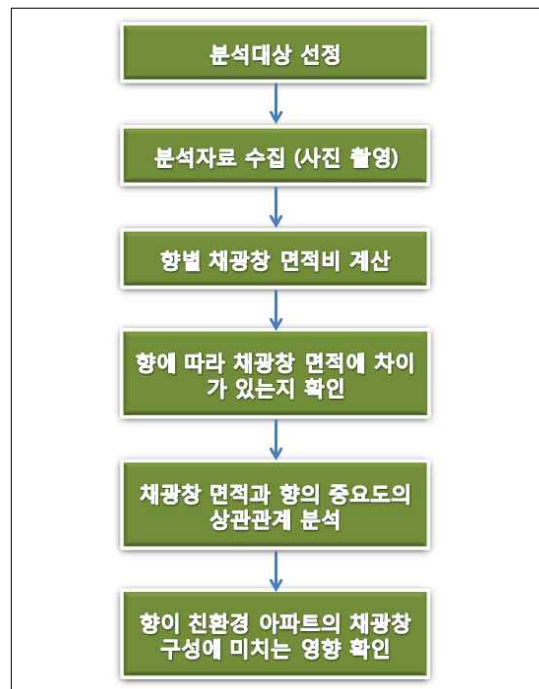 분석대상 선정
분석자료 수집 (사진 촬영)
향별 채광창 면적비 계산
향에 따라 채광창 면적에 차이
가 있는지 확인
채광창 면적과 향의 중요도의
상관관계 분석
향이 친환경 아파트의 채광창
구성에 미치는 영향 확인